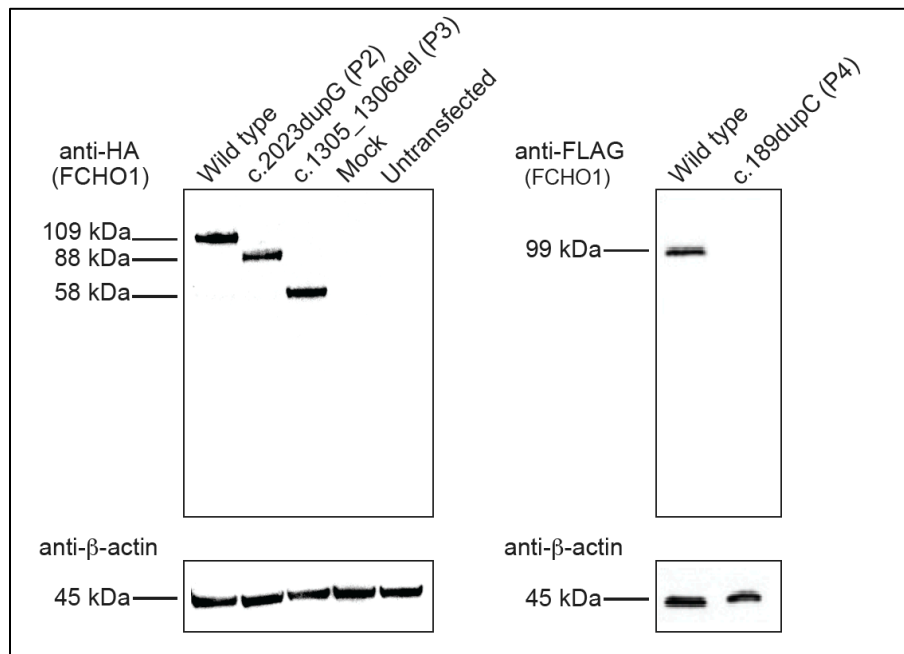 anti-HA
(FCHO1)
Wild type
c.2023dupG (P2)
c.1305_1306del (P3)
Mock
Untransfected
109 kDa
88 kDa
58 kDa
anti-β-actin
45 kDa
anti-FLAG
(FCHO1)
Wild type
c.189dupC (P4)
99 kDa
anti-β-actin
45 kDa